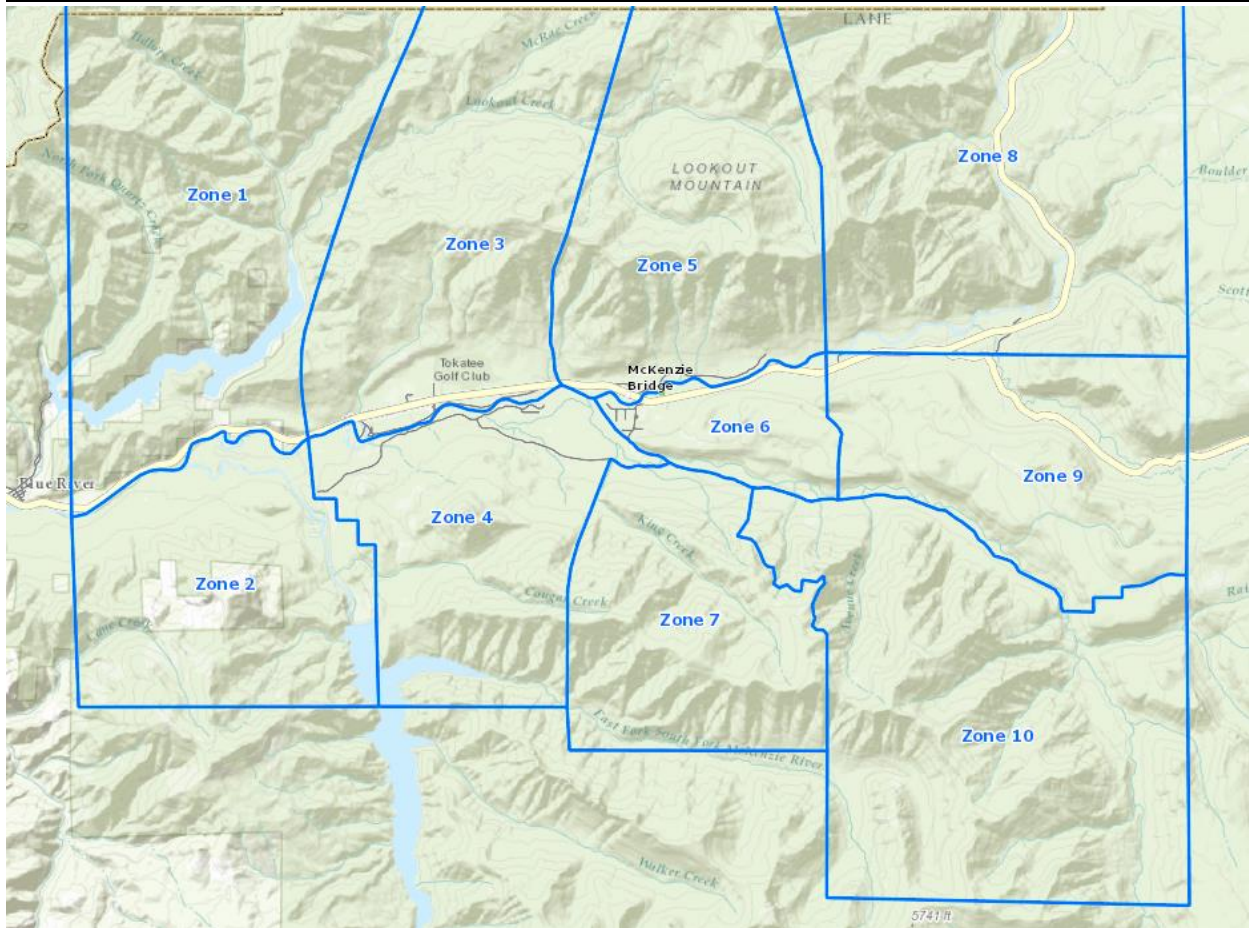 LANE
McRae Creek
Tidbits Creek
Lookout Creek
LOOKOUT
MOUNTAIN
Zone 8
North Fork Quartz Creek
Boulder
Zone 1
Zone 3
Zone 5
Scott
Tokatee
Golf Club
McKenzie
Bridge
Zone 6
Blue River
Zone 9
Zone 4
King Creek
Zone 2
Cougar Creek
Zone 7
Cone Creek
Zone 10
East Fork South Fork McKenzie River
Walker Creek
5741 ft